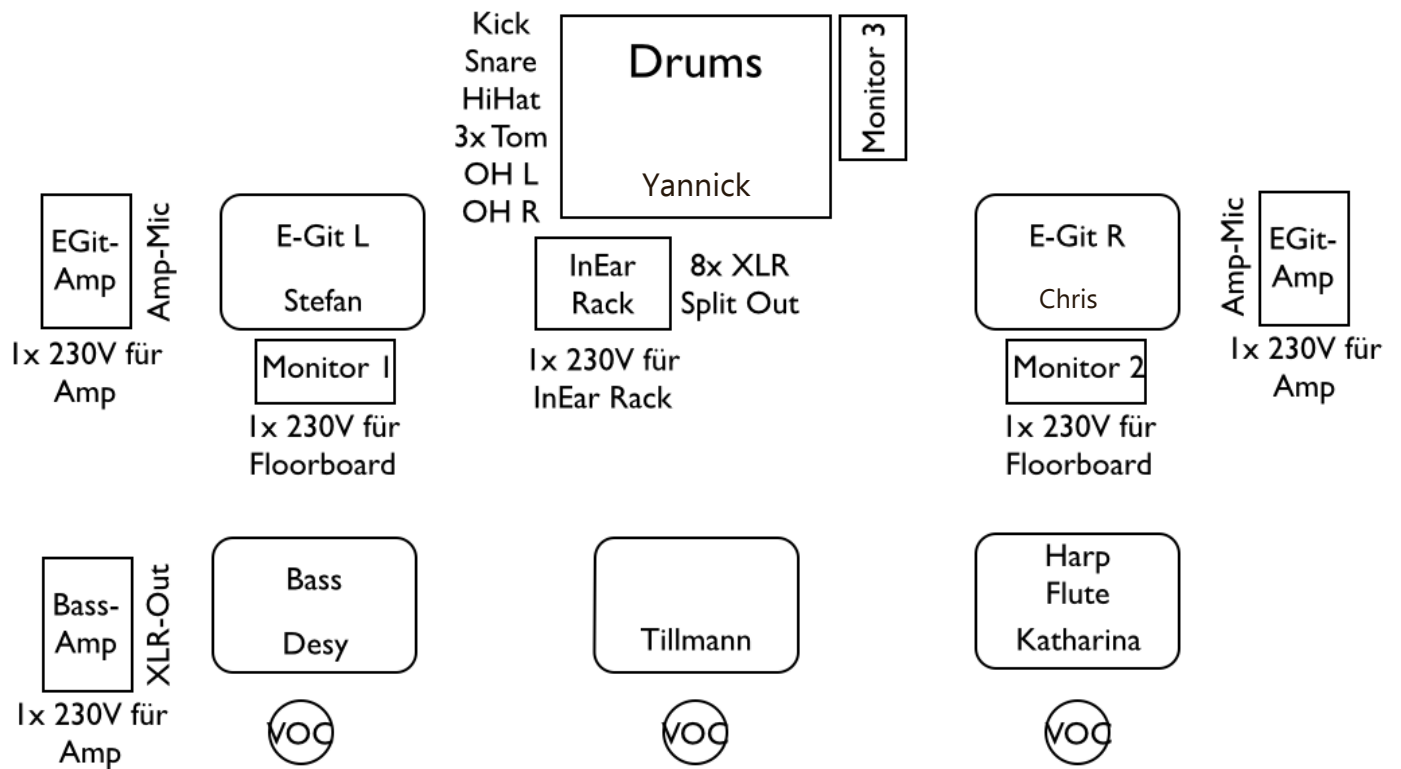 Kick
Snare
HiHat
3x Tom
OH L
OH R
Drums
Yannick
Monitor 3
EGit-
Amp
Amp-Mic
1x 230V für
Amp
E-Git L
Stefan
Monitor 1
1x 230V für
Floorboard
InEar
Rack
8x XLR
Split Out
1x 230V für
InEar Rack
E-Git R
Chris
Monitor 2
1x 230V für
Floorboard
Amp-Mic
EGit-
Amp
1x 230V für
Amp
Bass-
Amp
XLR-Out
1x 230V für
Amp
Bass
Desy
VOC
Tillmann
VOC
Harp
Flute
Katharina
VOC